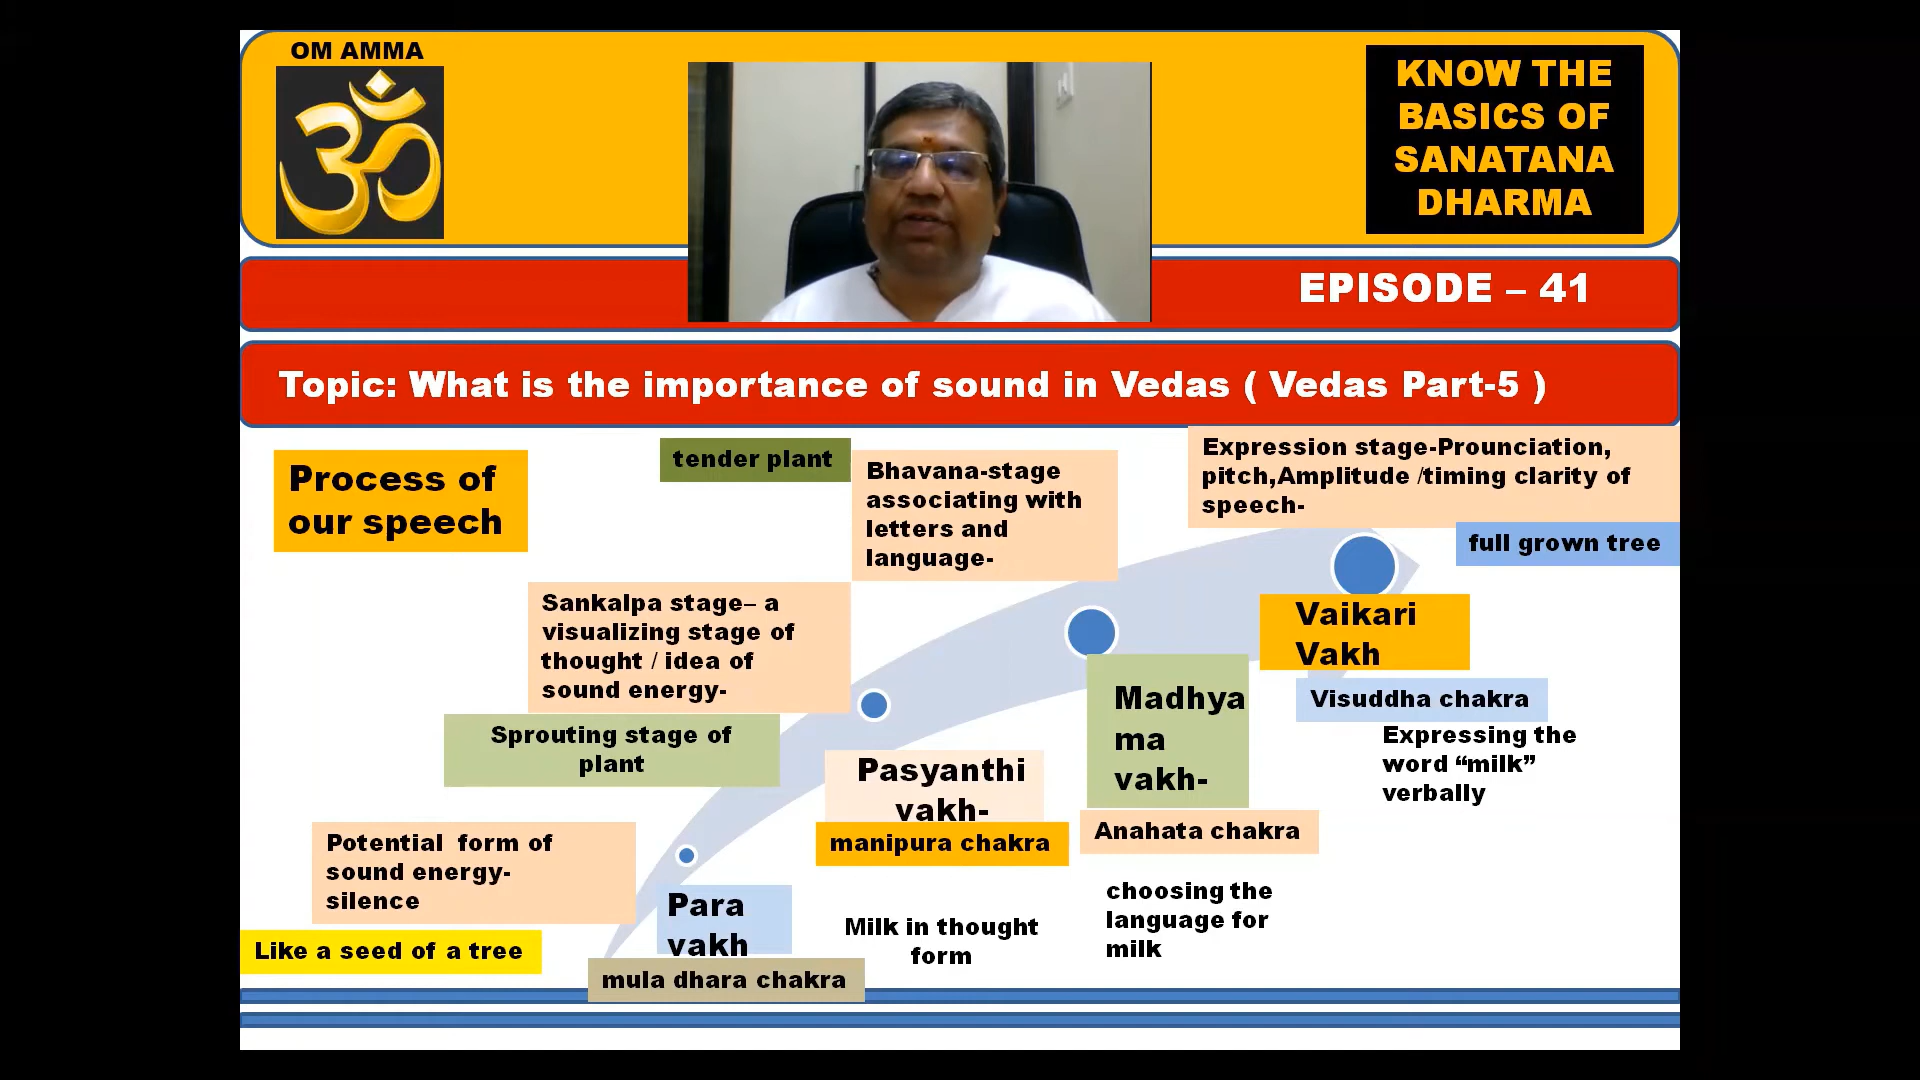 OM AMMA
KNOW THE
BASICS OF
SANATANA
DHARMA
EPISODE – 41
Topic: What is the importance of sound in Vedas ( Vedas Part-5 )
Process of
our speech
tender plant
Bhavana-stage
associating with
letters and
language-
Expression stage-Prounciation,
pitch,Amplitude /timing clarity of
speech-
full grown tree
Sankalpa stage– a
visualizing stage of
thought / idea of
sound energy-
Sprouting stage of
plant
Vaikari
Vakh
Visuddha chakra
Expressing the
word “milk”
verbally
Madhya
ma
vakh-
Anahata chakra
choosing the
language for
milk
Pasyanthi
vakh-
manipura chakra
Milk in thought
form
Potential form of
sound energy-
silence
Like a seed of a tree
Para
vakh
mula dhara chakra
ॐ